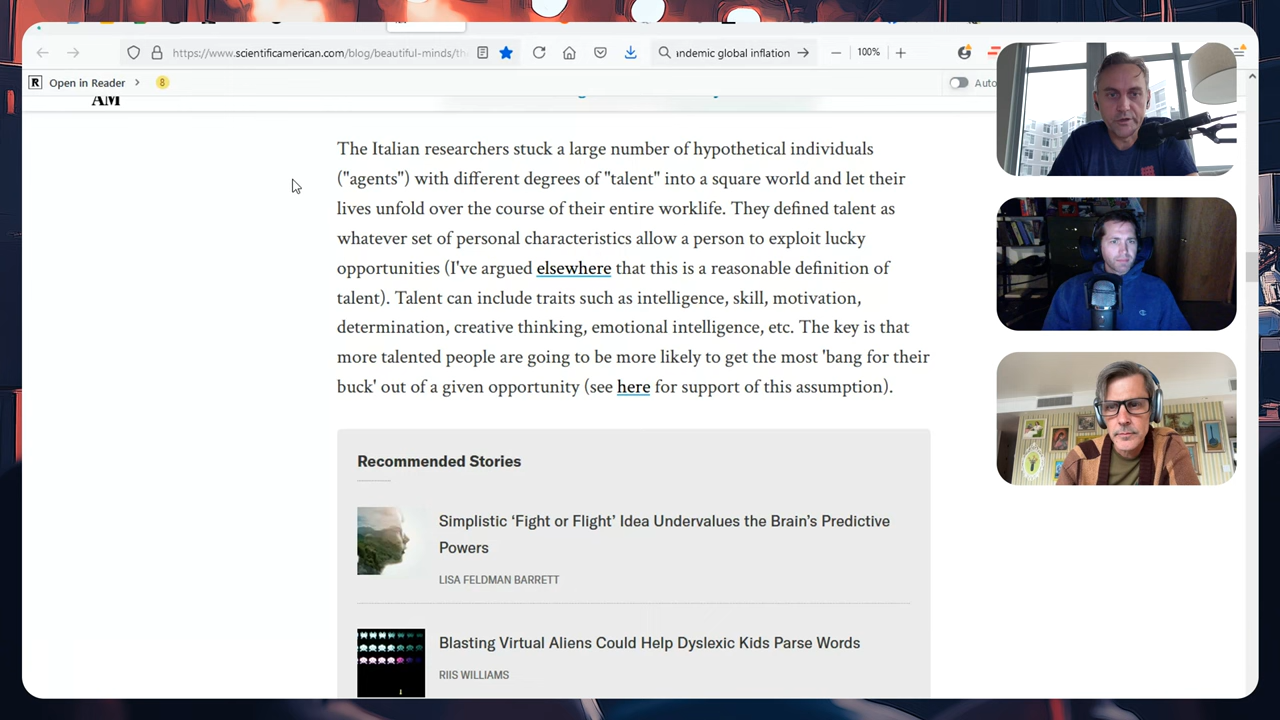 https://www.scientificamerican.com/blog/beautiful-minds/th
ndemic global inflation
100%
Open in Reader
8
Auto
AM
The Italian researchers stuck a large number of hypothetical individuals
("agents") with different degrees of "talent" into a square world and let their
lives unfold over the course of their entire worklife. They defined talent as
whatever set of personal characteristics allow a person to exploit lucky
opportunities (I've argued elsewhere that this is a reasonable definition of
talent). Talent can include traits such as intelligence, skill, motivation,
determination, creative thinking, emotional intelligence, etc. The key is that
more talented people are going to be more likely to get the most 'bang for their
buck' out of a given opportunity (see here for support of this assumption).
Recommended Stories
Simplistic ‘Fight or Flight’ Idea Undervalues the Brain’s Predictive
Powers
LISA FELDMAN BARRETT
Blasting Virtual Aliens Could Help Dyslexic Kids Parse Words
RIIS WILLIAMS